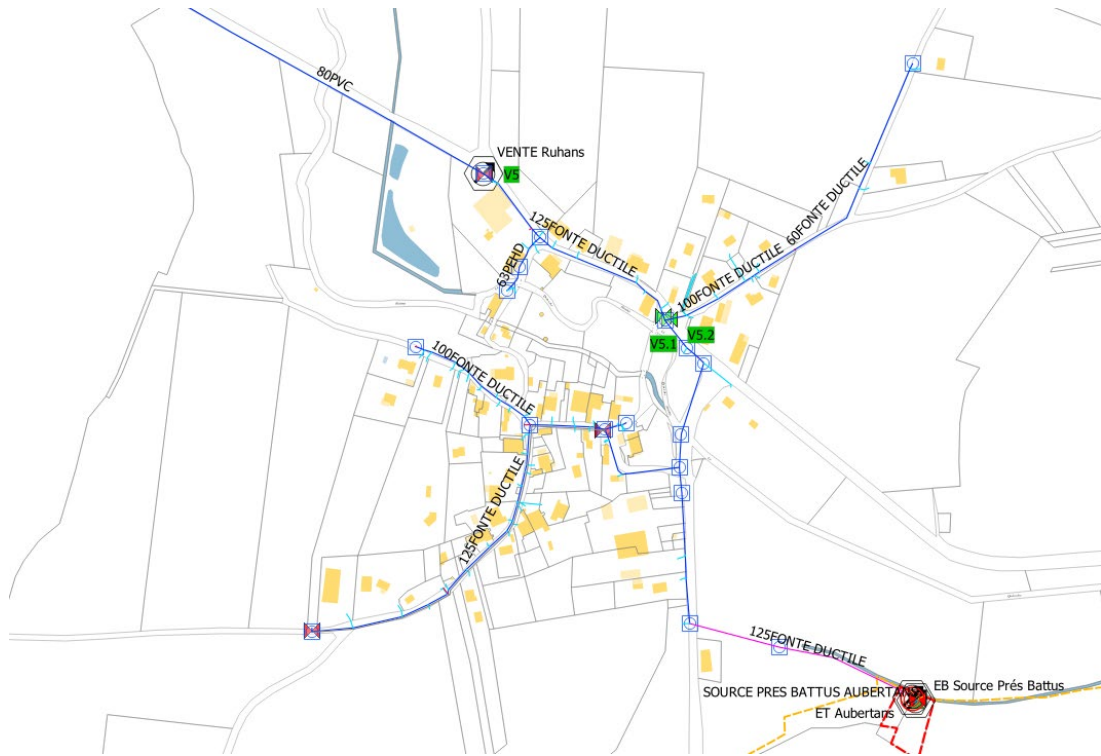 80PVC
VENTE Ruhans
V5
125FONTE DUCTILE
60FONTE DUCTILE
63PEHD
100FONTE DUCTILE
V5.2
V5.1
100FONTE DUCTILE
125FONTE DUCTILE
125FONTE DUCTILE
EB Source Prés Battus
SOURCE PRES BATTUS AUBERTANS
ET Aubertans